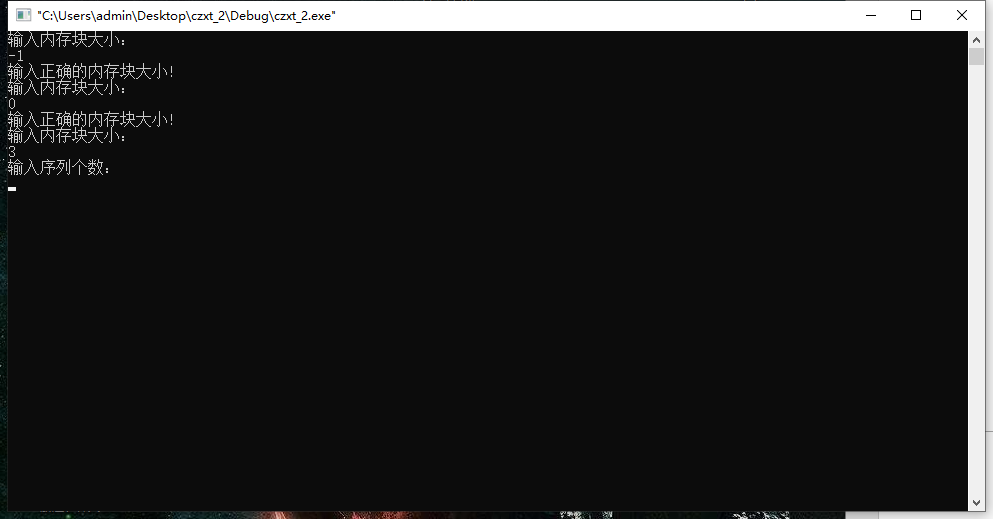 "C:\Users\admin\Desktop\czxt_2\Debug\czxt_2.exe"
输入内存块大小：
-1
输入正确的内存块大小！
输入内存块大小：
0
输入正确的内存块大小！
输入内存块大小：
3
输入序列个数：